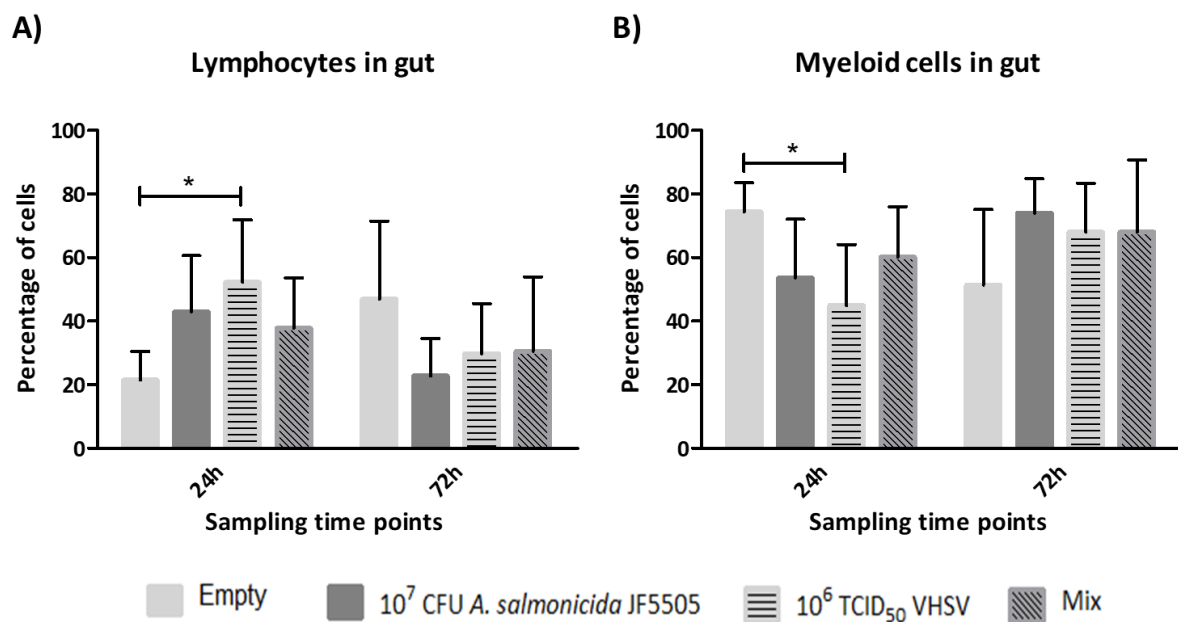 A)
Lymphocytes in gut
Percentage of cells
100
80
60
40
20
0
*
24h
72h
Sampling time points
B)
Myeloid cells in gut
Percentage of cells
100
80
60
40
20
0
*
24h
72h
Sampling time points
Empty
10⁷ CFU A. salmonicida JF5505
10⁶ TCID₅₀ VHSV
Mix